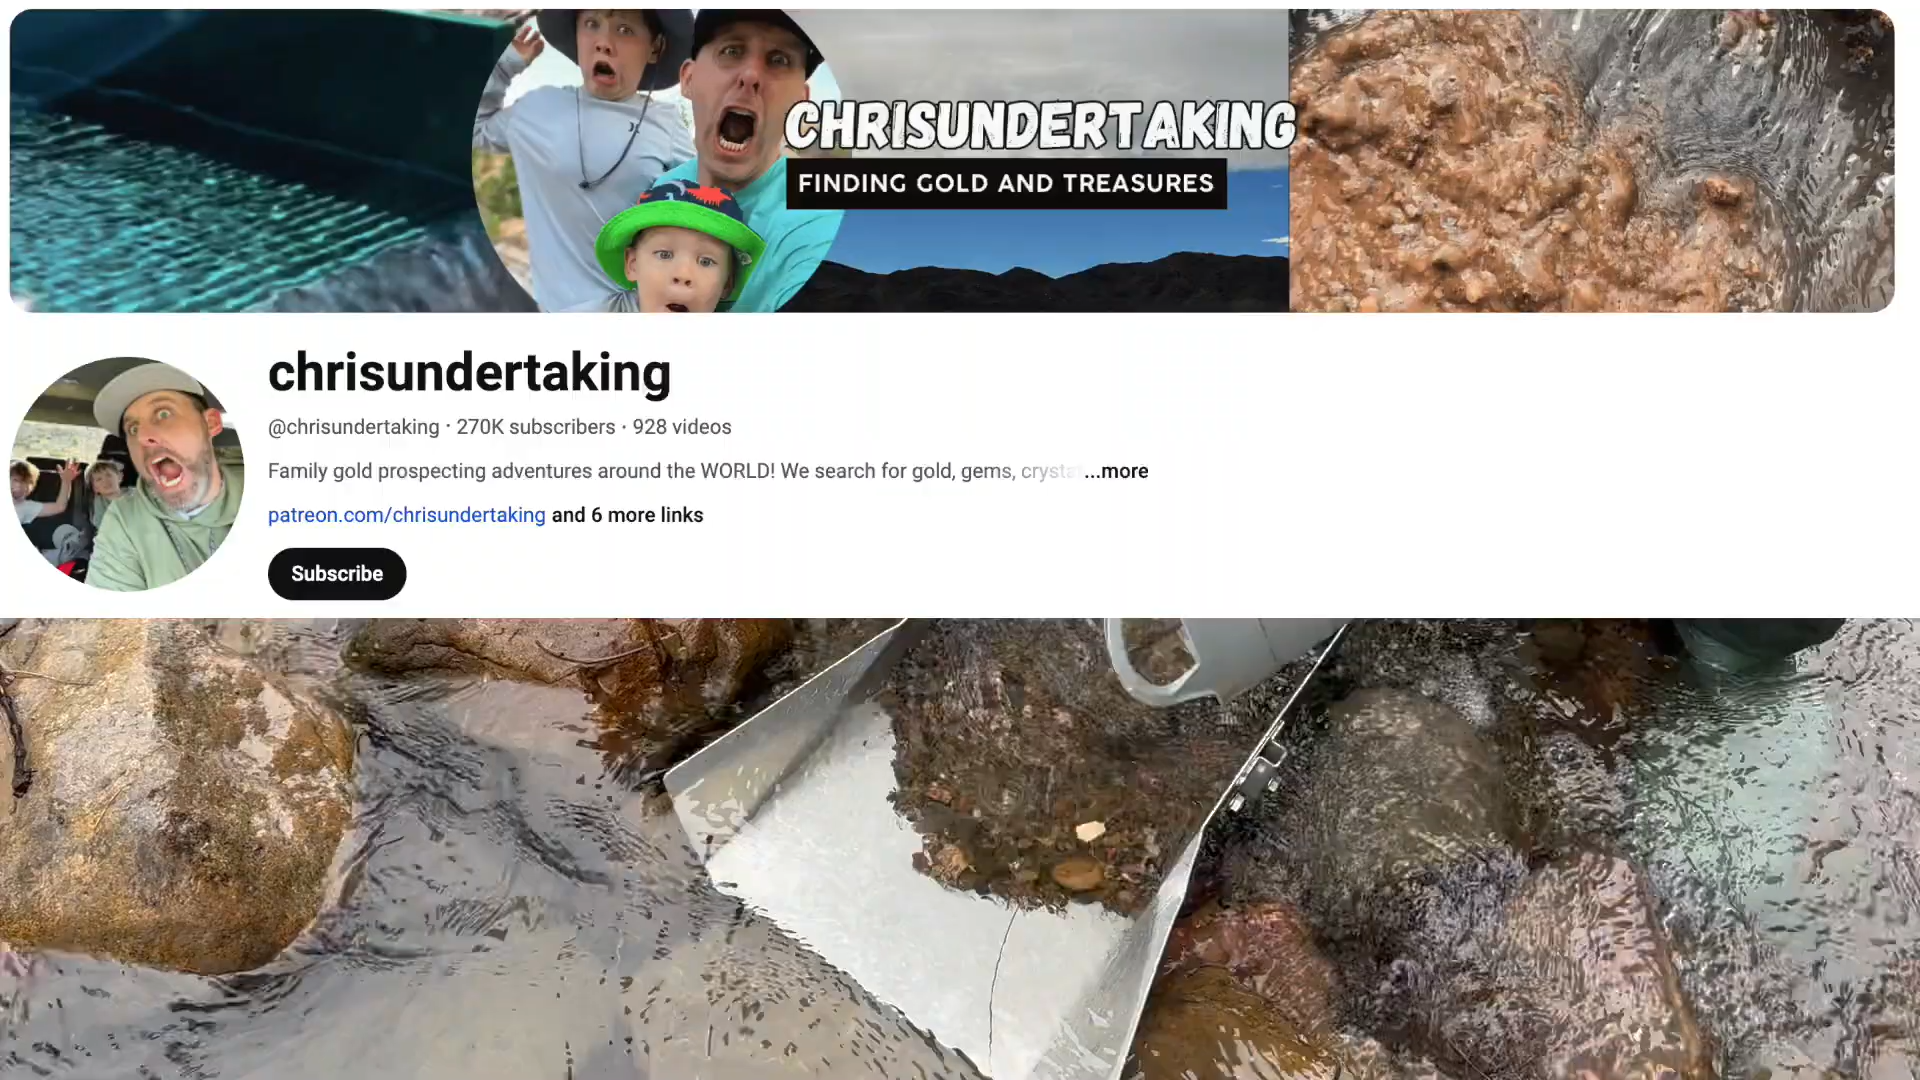 CHRISUNDERTAKING
FINDING GOLD AND TREASURES
chrisundertaking
@chrisundertaking · 270K subscribers · 928 videos
Family gold prospecting adventures around the WORLD! We search for gold, gems, crysta ...more
patreon.com/chrisundertaking and 6 more links
Subscribe